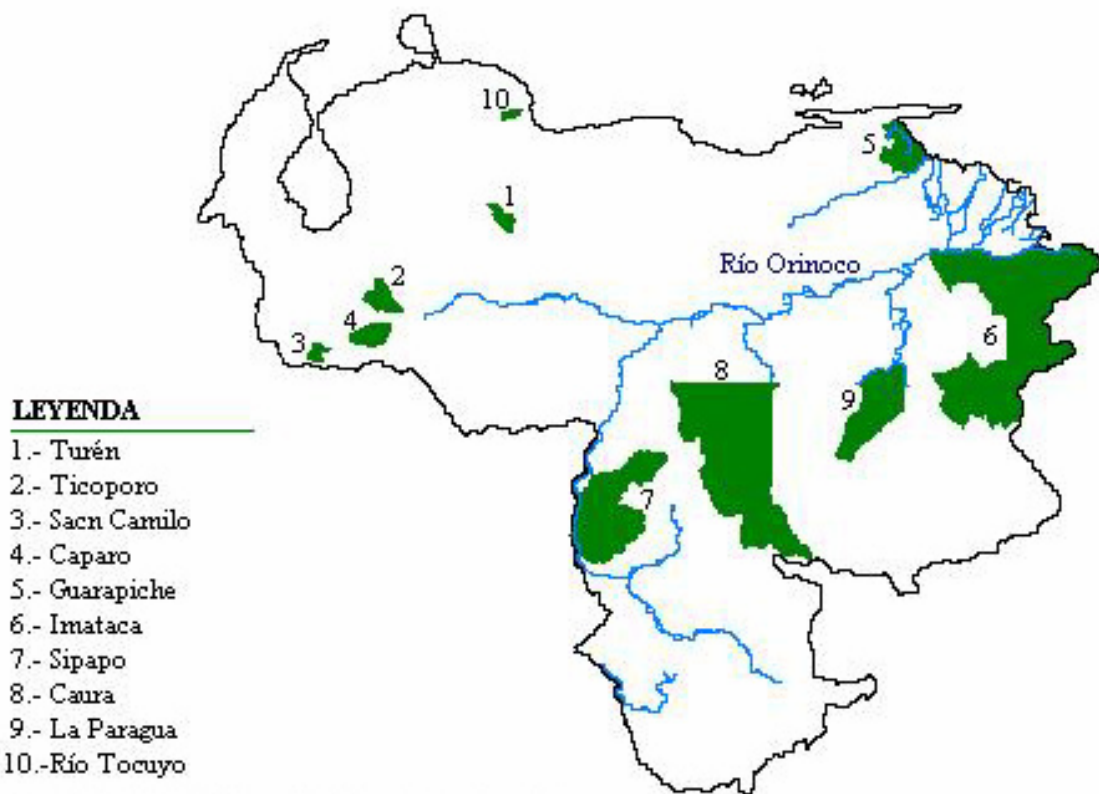 10
5
1
Río Orinoco
2
4
3
6
8
9
7
LEYENDA
1.- Turén
2.- Ticoporo
3.- Sacn Camilo
4.- Caparo
5.- Guarapiche
6.- Imataca
7.- Sipapo
8.- Caura
9.- La Paragua
10.-Río Tocuyo